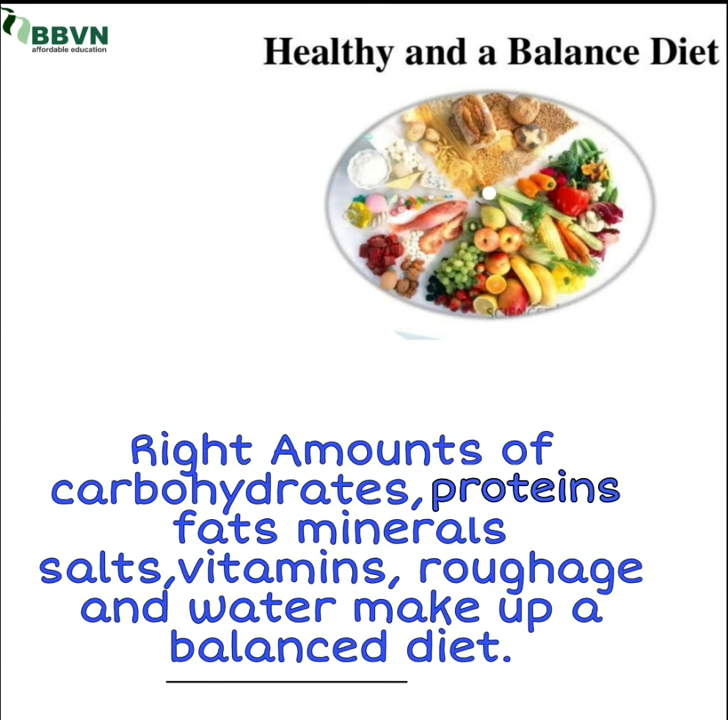 BBVN
affordable education
Healthy and a Balance Diet
Right Amounts of
carbohydrates,proteins
fats minerals
salts,vitamins, roughage
and water make up a
balanced diet.